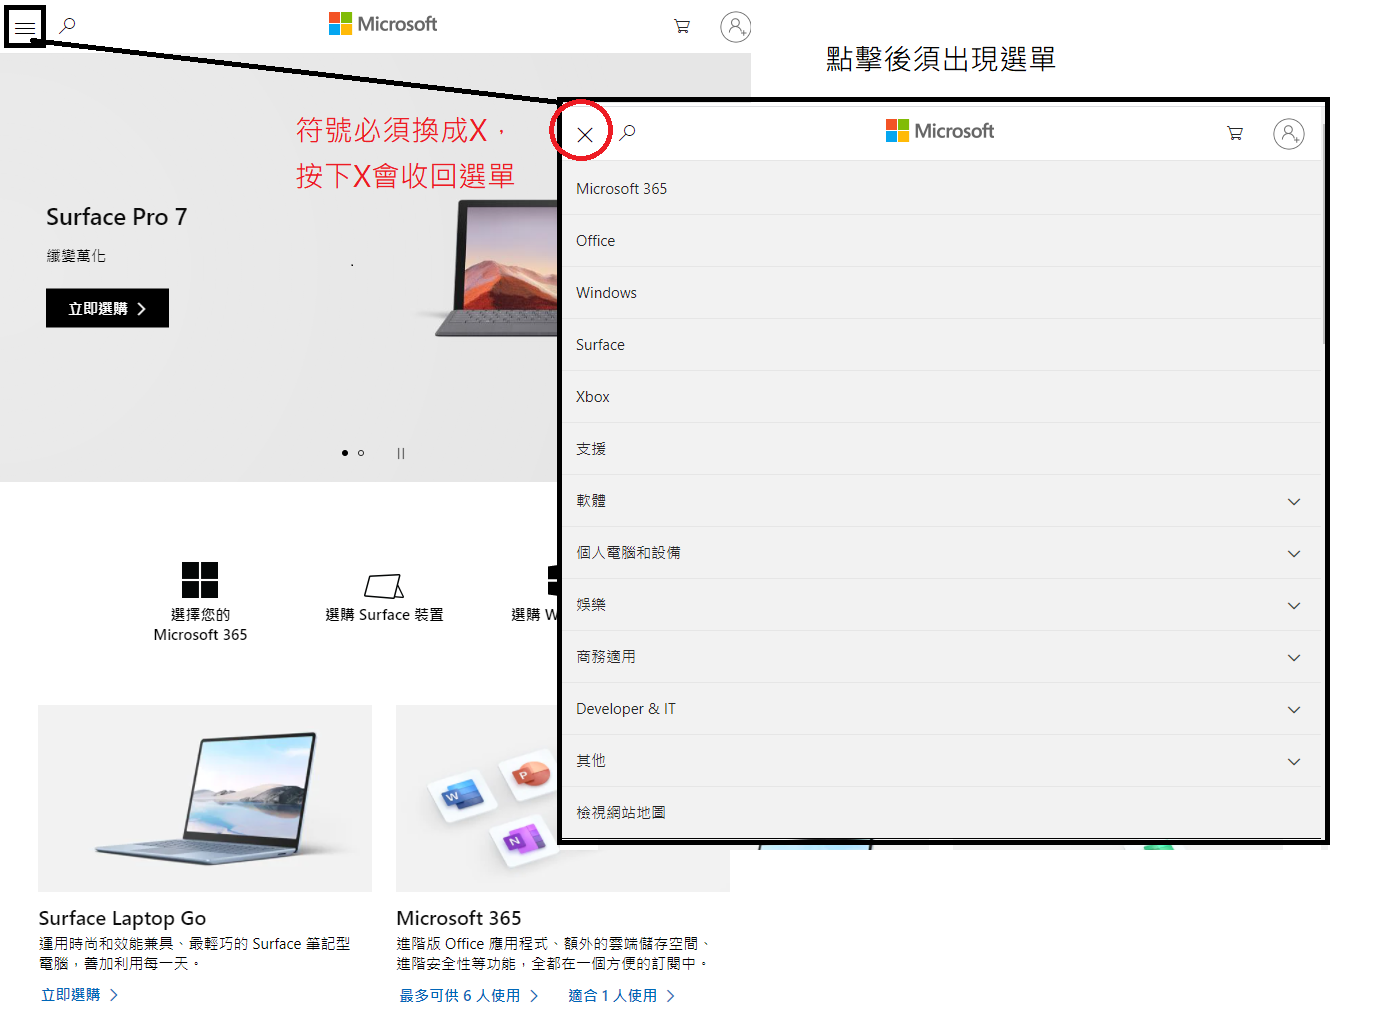 Microsoft
點擊後須出現選單
符號必須換成X，
按下X會收回選單
Surface Pro 7
纖變萬化
立即選購
Microsoft
Microsoft 365
Office
Windows
Surface
Xbox
支援
軟體
個人電腦和設備
娛樂
商務適用
Developer & IT
其他
檢視網站地圖
選擇您的
Microsoft 365
選購 Surface 裝置
選購 W
W
P
N
Surface Laptop Go
運用時尚和效能兼具、最輕巧的 Surface 筆記型
電腦，善加利用每一天。
立即選購
Microsoft 365
進階版 Office 應用程式、額外的雲端儲存空間、
進階安全性等功能，全都在一個方便的訂閱中。
最多可供 6 人使用
適合 1 人使用